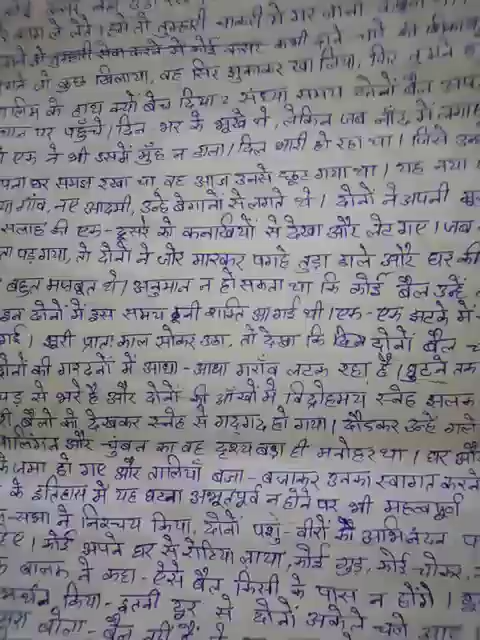 काम ले लेते। हमें तो तुम्हारी चाकरी में मर जाना
तुम्हारी सेवा करने में कोई कसर
जो कुछ खिलाया, वह सिर झुकाकर खा लिया, फिर तुमने
जालिम के हाथ क्यों बेच दिया? संध्या समय दोनों बैल अपने
स्थान पर पहुँचे। दिन भर के भूखे थे, लेकिन जब नाँद में लगाए
एक ने भी उसमें मुँह न डाला। दिल भारी हो रहा था। जिसे उन्होंने
अपना घर समझ रखा था वह आज उनसे छूट गया था। यह नया
नया गाँव, नए आदमी, उन्हें बेगानों से लगते थे। दोनों ने अपनी मूक
सलाह की एक-दूसरे को कनखियों से देखा और लेट गए। जब
पड़ गया, तो दोनों ने जोर मारकर पगहे तुड़ा डाले और घर की
बहुत मजबूत थे। अनुमान न हो सकता था कि कोई बैल उन्हें
इन दोनों में इस समय दूनी शक्ति आ गई थी। एक-एक झटके में
गई। झूरी प्रातः काल सोकर उठा, तो देखा कि दोनों बैल
दोनों की गरदनों में आधा-आधा गराँव लटक रहा है। घुटने तक
भरे है और दोनों की आँखों में विद्रोहमय स्नेह झलक
बैलों को देखकर स्नेह से गद्गद हो गया। दौड़कर उन्हें गले
आलिंगन और चुंबन का वह दृश्य बड़ा ही मनोहर था। घर और
जमा हो गए और तालियाँ बजा-बजाकर उनका स्वागत करने
के इतिहास में यह घटना अभूतपूर्व न होने पर भी महत्वपूर्ण
सभा ने निश्चय किया, दोनों पशु-वीरों को अभिनंदन
कोई अपने घर से रोटियां लाया, कोई गुड़, कोई चोकर,
बालक ने कहा-ऐसे बैल किसी के पास न होंगे।
समर्थन किया-इतनी दूर से दोनों अकेले चले आए।
बोला-बैल नहीं हैं वे